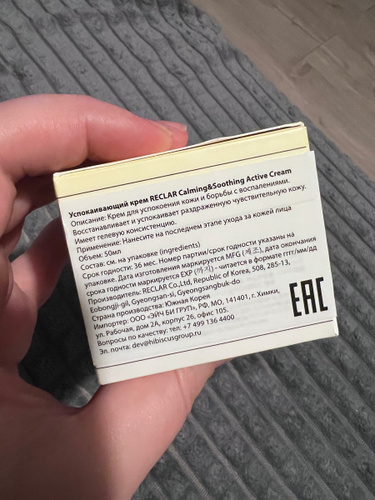 Успокаивающий крем RECLAR Calming&Soothing Active Cream
Описание: Крем для успокоения кожи и борьбы с воспалениями.
Восстанавливает и успокаивает раздраженную чувствительную кожу.
Имеет гелевую консистенцию.
Применение: Нанесите на последнем этапе ухода за кожей лица
Объем: 50мл
Состав: см. на упаковке (ingredients)
Срок годности: 36 мес. Номер партии/срок годности указаны на
упаковке. Дата изготовления маркируется MFG (제조), дата окончания
срока годности маркируется EXP (까지) - читается в формате гггг/мм/дд
Производитель: RECLAR Co.,Ltd, Republic of Korea, 508, 285-13,
Eobongji-gil, Gyeongsan-si, Gyeongsangbuk-do
Страна производства: Южная Корея
Импортер: ООО «ЭЙЧ БИ ГРУП», РФ, МО, 141401, г. Химки,
ул. Рабочая, дом 2А, корпус 26, офис 105.
Вопросы по качеству: тел: +7 499 136 4400
Эл. почта: dev@hibiscusgroup.ru
EAC